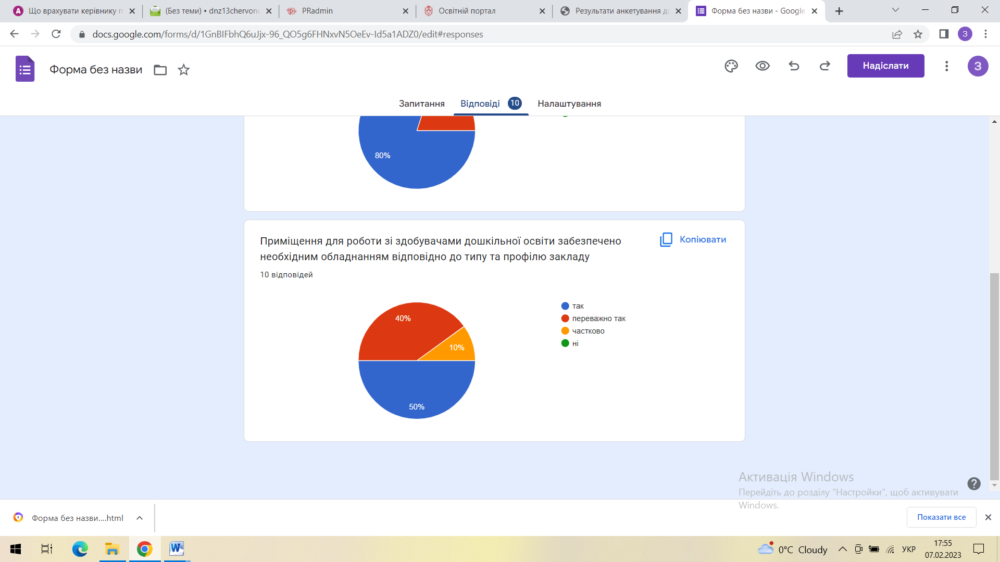 Що врахувати керівнику п
(Без теми) • dnz13chervono
PRadmin
Освітній портал
Результати анкетування до
Форма без назви - Google
docs.google.com/forms/d/1GnBIFbhQ6uJjx-96_QO5g6FHNxvN5OeEv-Id5a1ADZ0/edit#responses
З
Форма без назви
Надіслати
З
Запитання
Відповіді 10
Налаштування
80%
Приміщення для роботи зі здобувачами дошкільної освіти забезпечено
необхідним обладнанням відповідно до типу та профілю закладу
Копіювати
10 відповідей
так
переважно так
частково
ні
40%
10%
50%
Активація Windows
Перейдіть до розділу "Настройки", щоб активувати
Windows.
Форма без назви....html
Показати все
0°C Cloudy
УКР
17:55
07.02.2023